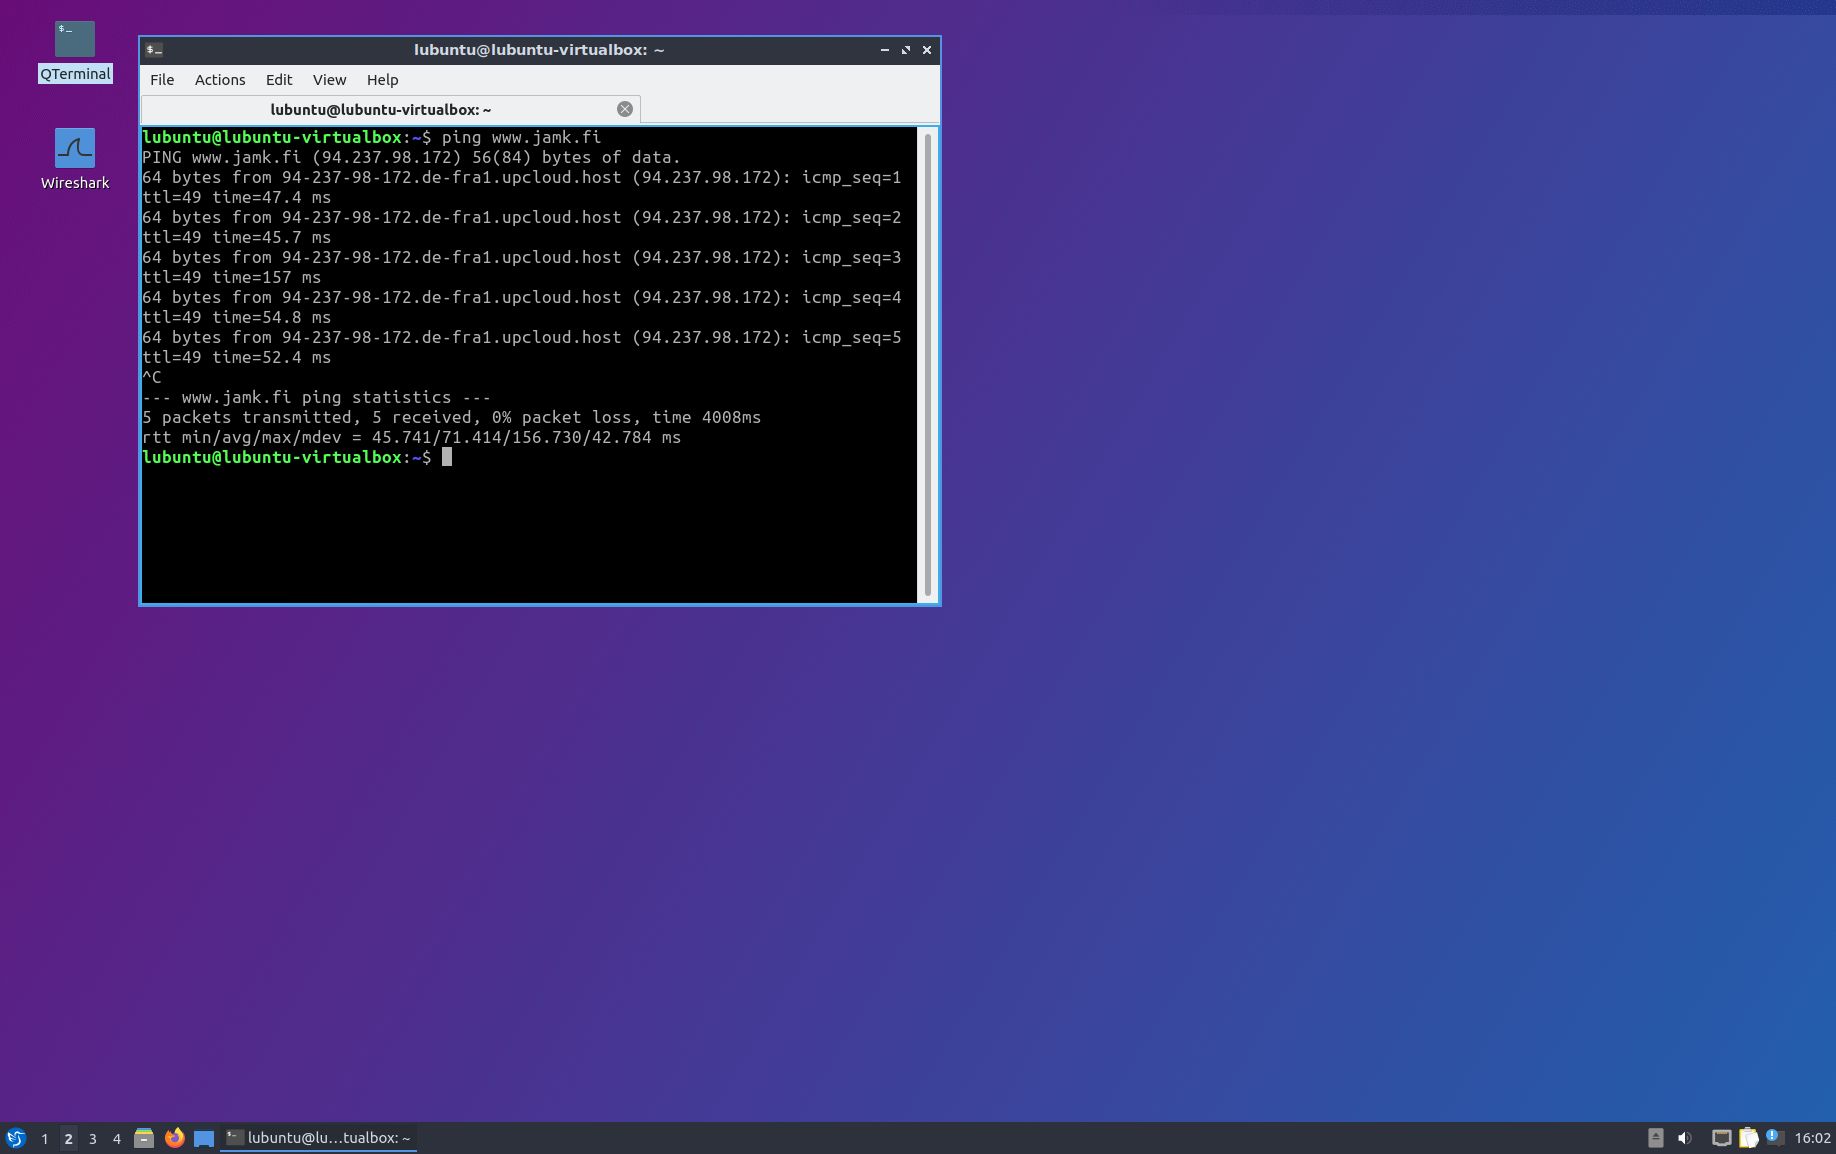 QTerminal
Wireshark
lubuntu@lubuntu-virtualbox: ~
File Actions Edit View Help
lubuntu@lubuntu-virtualbox: ~
lubuntu@lubuntu-virtualbox:~$ ping www.jamk.fi
PING www.jamk.fi (94.237.98.172) 56(84) bytes of data.
64 bytes from 94-237-98-172.de-fra1.upcloud.host (94.237.98.172): icmp_seq=1
ttl=49 time=47.4 ms
64 bytes from 94-237-98-172.de-fra1.upcloud.host (94.237.98.172): icmp_seq=2
ttl=49 time=45.7 ms
64 bytes from 94-237-98-172.de-fra1.upcloud.host (94.237.98.172): icmp_seq=3
ttl=49 time=157 ms
64 bytes from 94-237-98-172.de-fra1.upcloud.host (94.237.98.172): icmp_seq=4
ttl=49 time=54.8 ms
64 bytes from 94-237-98-172.de-fra1.upcloud.host (94.237.98.172): icmp_seq=5
ttl=49 time=52.4 ms
^C
--- www.jamk.fi ping statistics ---
5 packets transmitted, 5 received, 0% packet loss, time 4008ms
rtt min/avg/max/mdev = 45.741/71.414/156.730/42.784 ms
lubuntu@lubuntu-virtualbox:~$
1 2 3 4 lubuntu@lu…tualbox: ~ 16:02